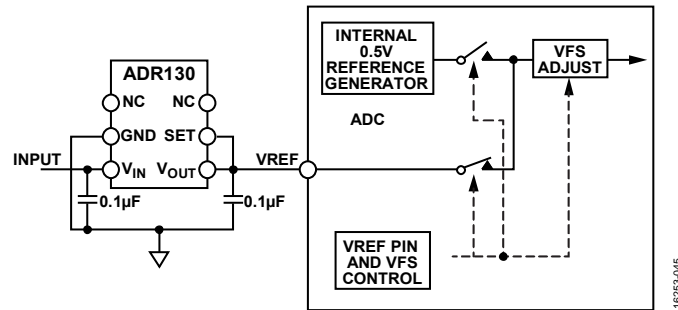 INTERNAL
0.5V
REFERENCE
GENERATOR
VFS
ADJUST
ADR130
NC NC
ADC
GND SET
INPUT
VIN VOUT
VREF
0.1µF 0.1µF
VREF PIN
AND VFS
CONTROL
16253-045